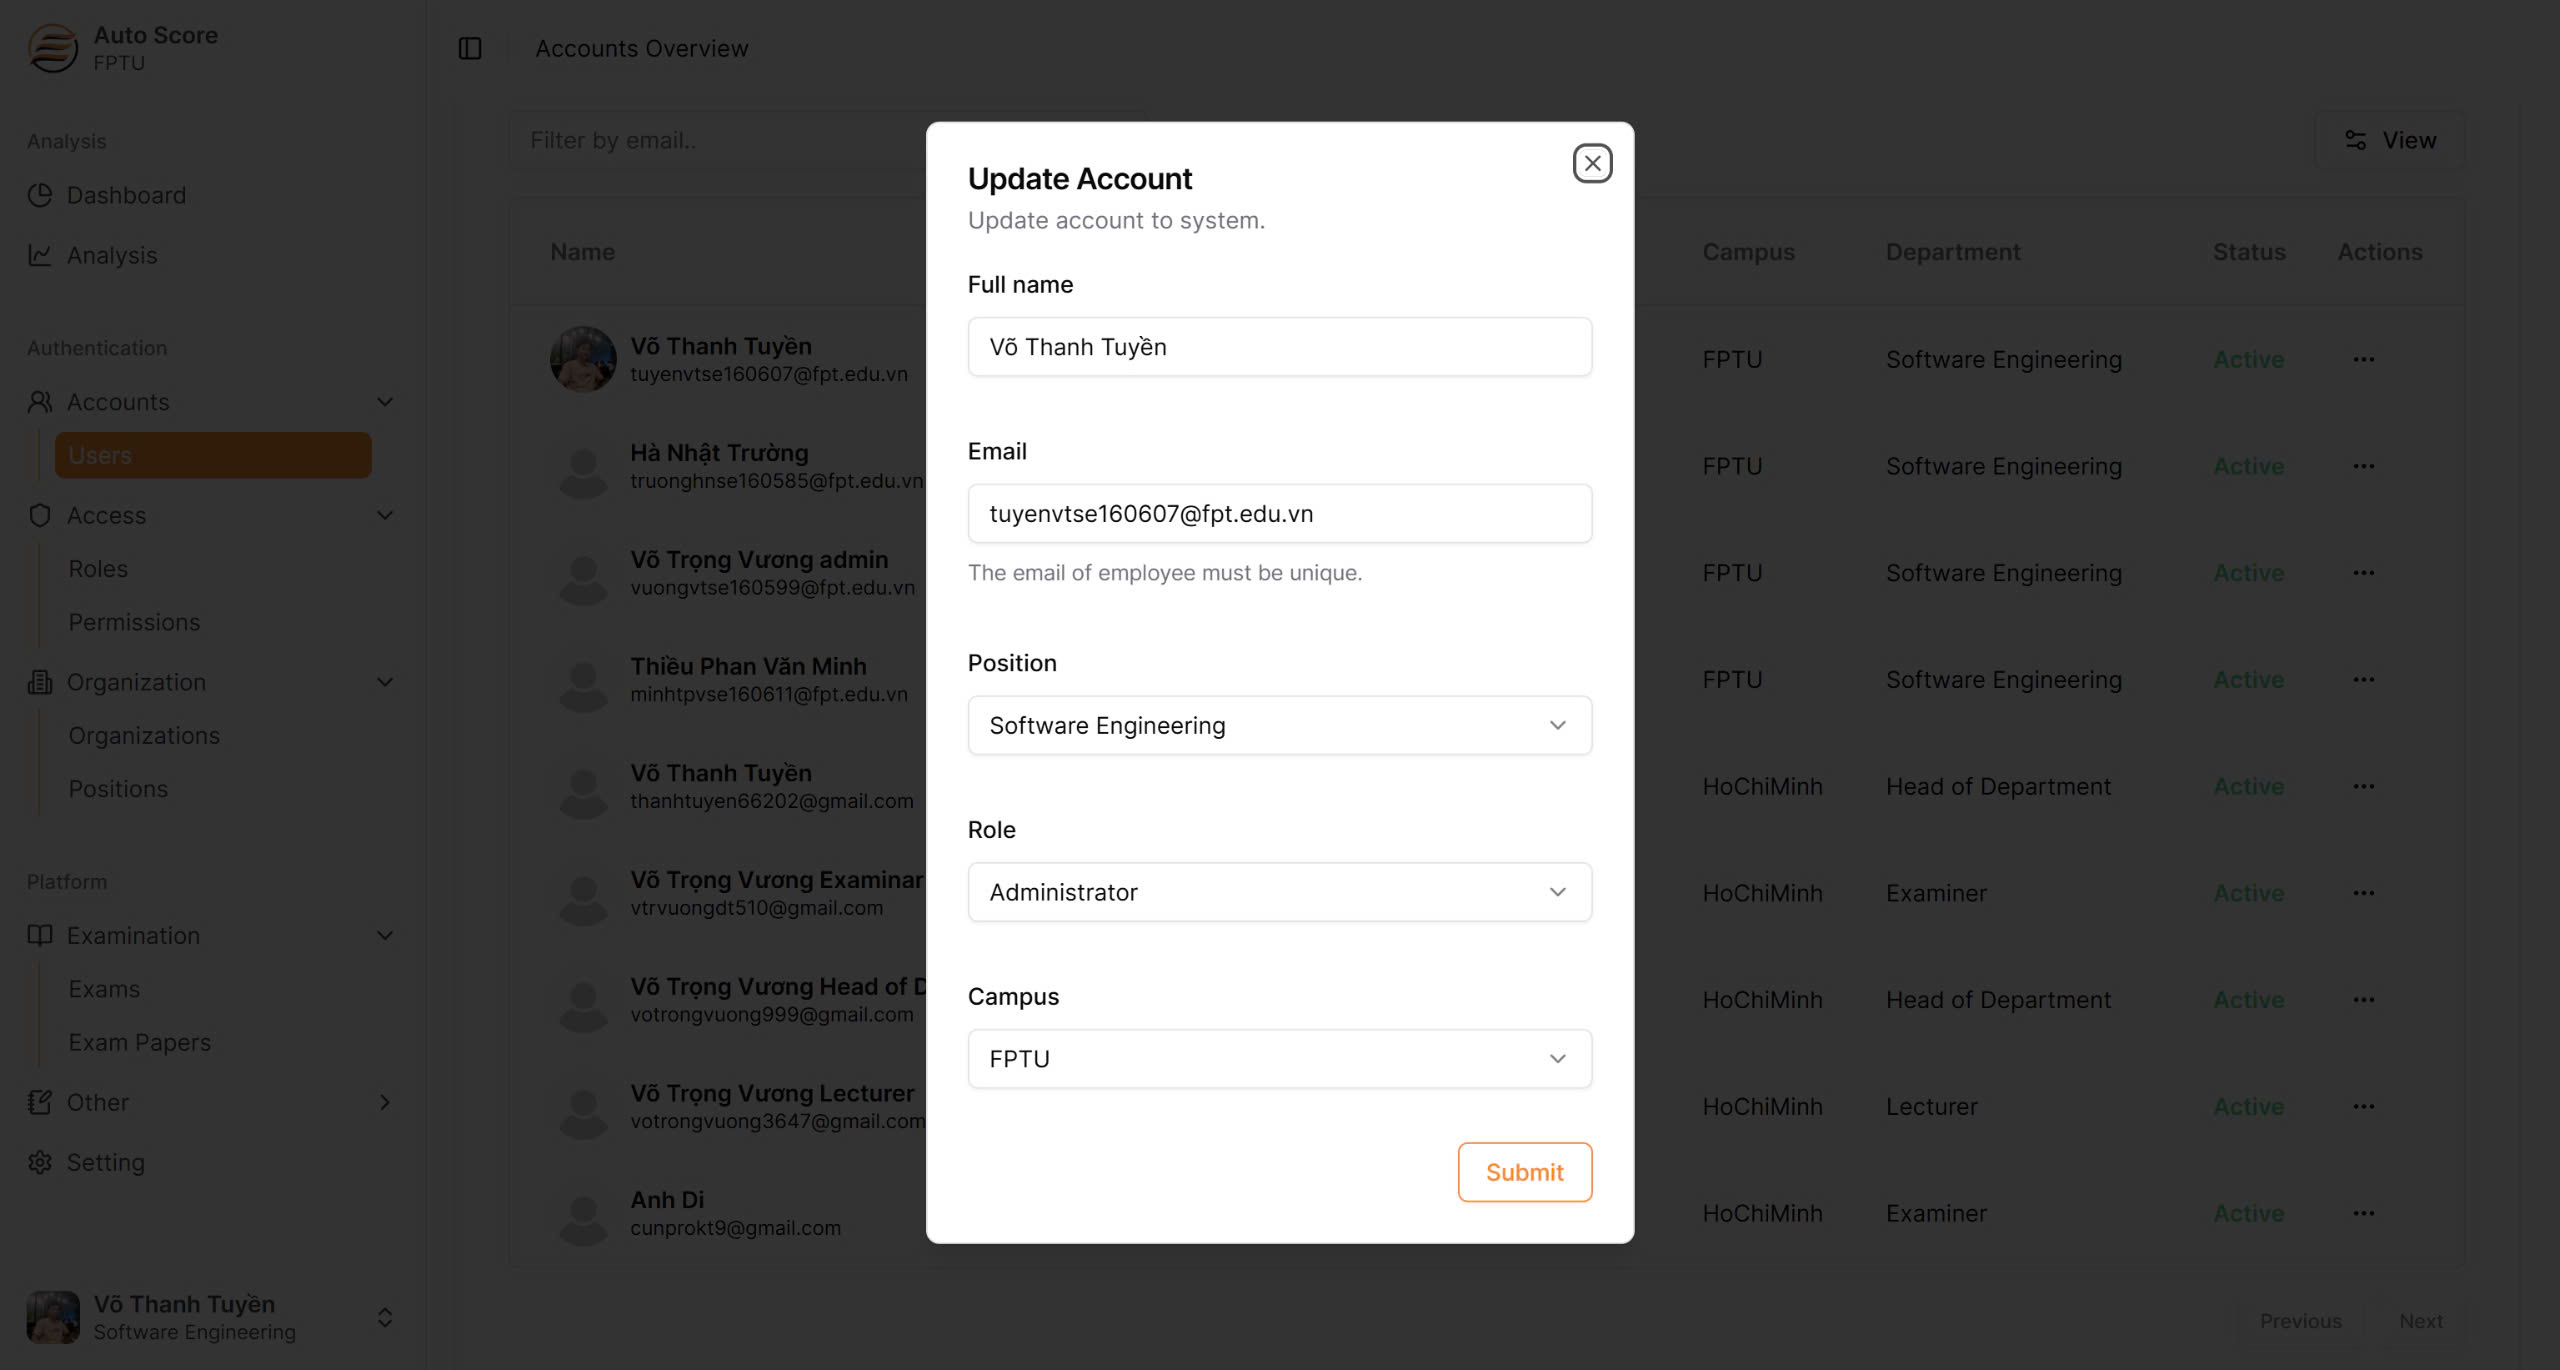 Auto Score
FPTU
Analysis
Dashboard
Analysis
Authentication
Accounts
Users
Access
Roles
Permissions
Organization
Organizations
Positions
Platform
Examination
Exams
Exam Papers
Other
Setting
Võ Thanh Tuyền
Software Engineering
Accounts Overview
Filter by email..
View
Name
Campus
Department
Status
Actions
Võ Thanh Tuyền
tuyenvtse160607@fpt.edu.vn
FPTU
Software Engineering
Active
Hà Nhật Trường
truonghnse160585@fpt.edu.vn
FPTU
Software Engineering
Active
Võ Trọng Vương admin
vuongvtse160599@fpt.edu.vn
FPTU
Software Engineering
Active
Thiều Phan Văn Minh
minhtpvse160611@fpt.edu.vn
FPTU
Software Engineering
Active
Võ Thanh Tuyền
thanhtuyen66202@gmail.com
HoChiMinh
Head of Department
Active
Võ Trọng Vương Examinar
vtrvuongdt510@gmail.com
HoChiMinh
Examiner
Active
Võ Trọng Vương Head of D
votrongvuong999@gmail.com
HoChiMinh
Head of Department
Active
Võ Trọng Vương Lecturer
votrongvuong3647@gmail.com
HoChiMinh
Lecturer
Active
Anh Di
cunprokt9@gmail.com
HoChiMinh
Examiner
Active
Previous
Next
Update Account
Update account to system.
Full name
Võ Thanh Tuyền
Email
tuyenvtse160607@fpt.edu.vn
The email of employee must be unique.
Position
Software Engineering
Role
Administrator
Campus
FPTU
Submit